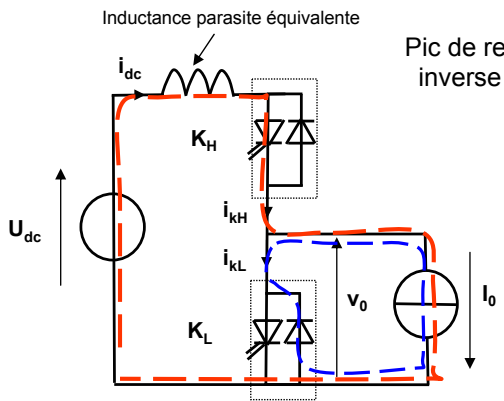 Inductance parasite équivalente
Pic de re
inverse
i_dc
K_H
U_dc
i_kH
i_kL
v_0
I_0
K_L